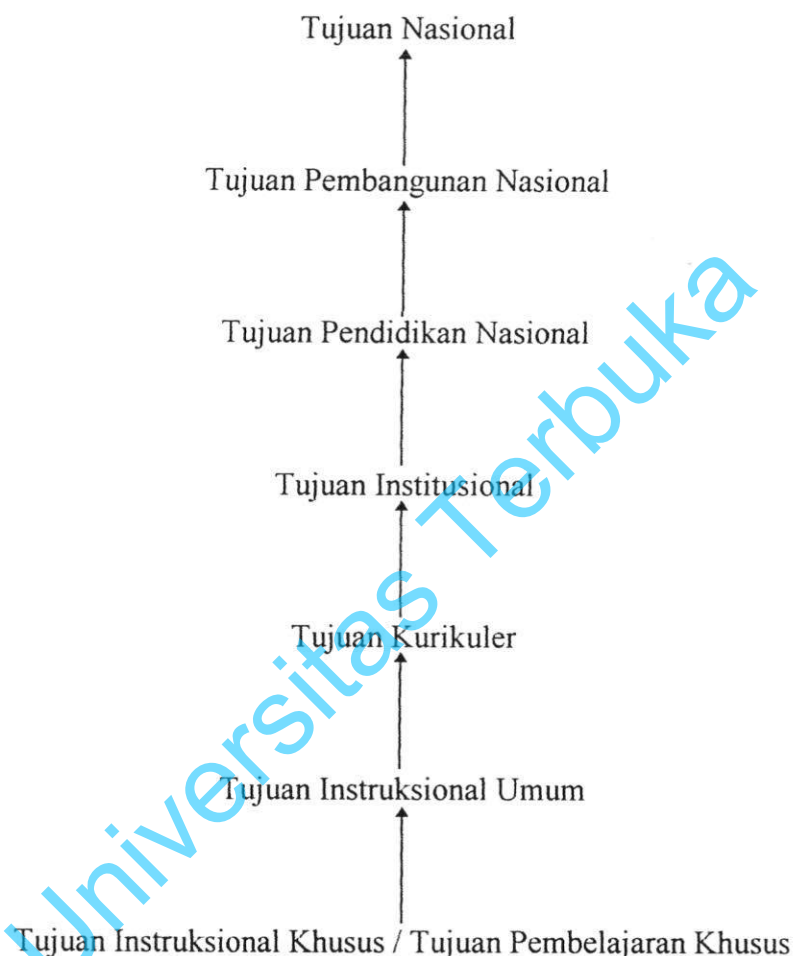 Tujuan Nasional
Tujuan Pembangunan Nasional
Tujuan Pendidikan Nasional
Tujuan Institusional
Tujuan Kurikuler
Tujuan Instruksional Umum
Tujuan Instruksional Khusus / Tujuan Pembelajaran Khusus
Universitas Terbuka